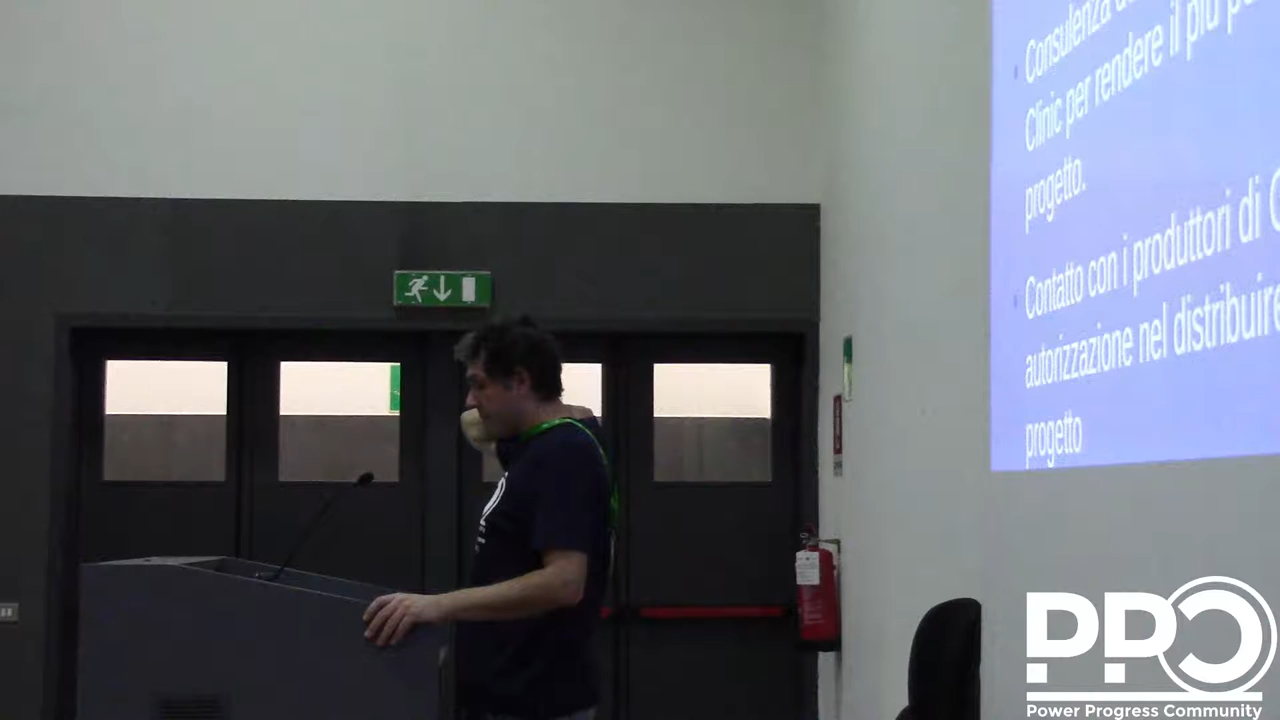 Consulenza
Clinic per rendere il più
progetto.
Contatto con i produttori di
autorizzazione nel distribuire
progetto
PPC
Power Progress Community